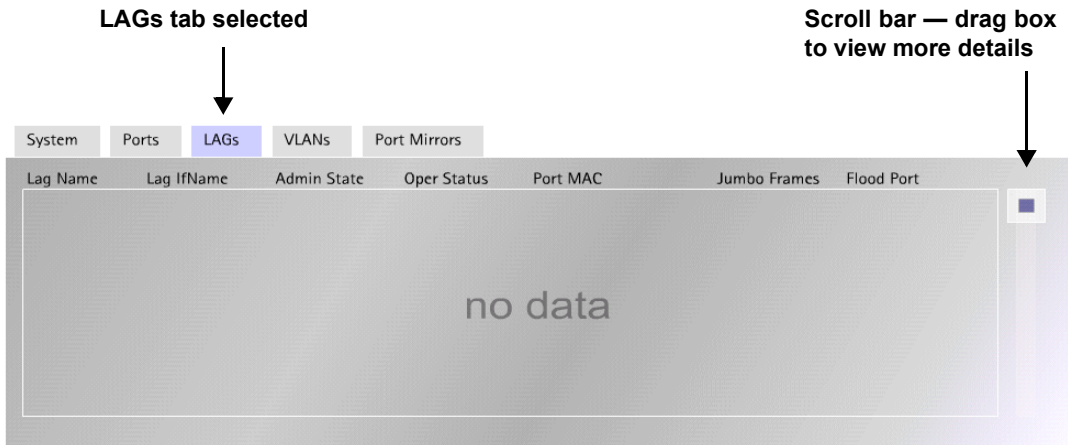 LAGs tab selected
Scroll bar — drag box
to view more details
System Ports LAGs VLANs Port Mirrors
Lag Name Lag IfName Admin State Oper Status Port MAC Jumbo Frames Flood Port
no data